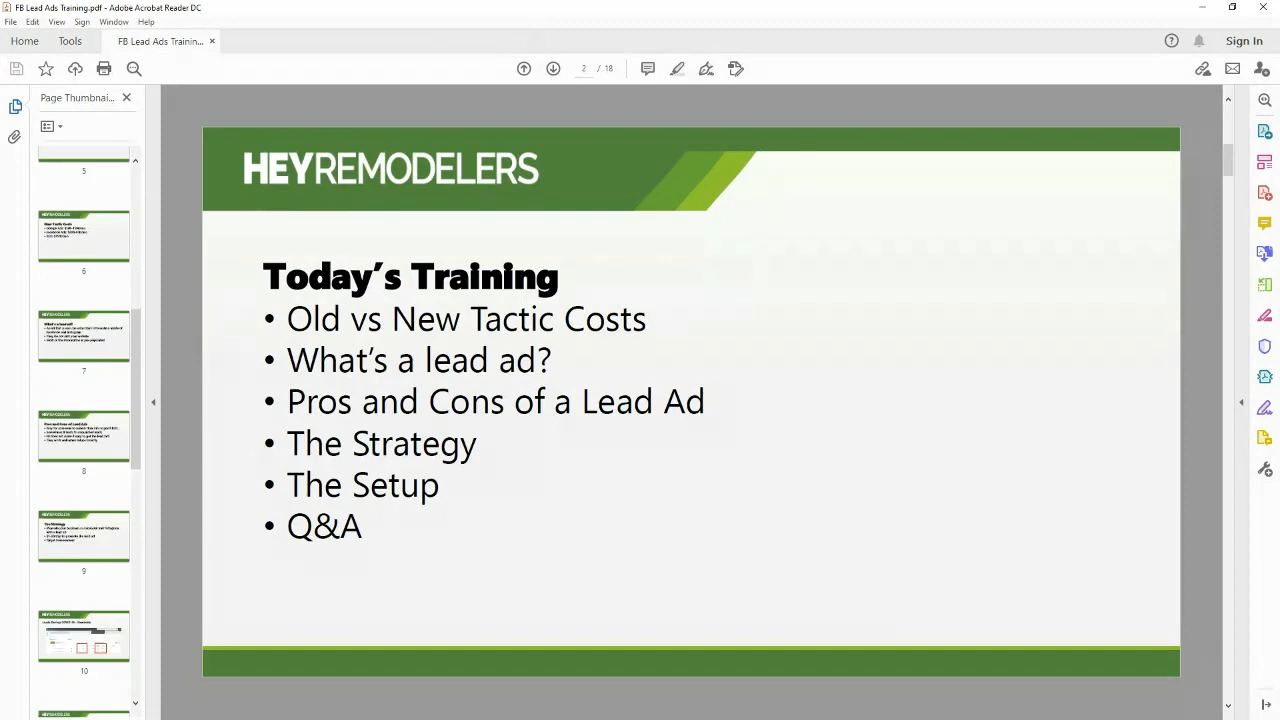 FB Lead Ads Training.pdf - Adobe Acrobat Reader DC
File Edit View Sign Window Help
Home Tools FB Lead Ads Trainin... Sign In
2 / 18
Page Thumbnai...
5
6
7
8
9
10
HEYREMODELERS
Today's Training
• Old vs New Tactic Costs
• What's a lead ad?
• Pros and Cons of a Lead Ad
• The Strategy
• The Setup
• Q&A